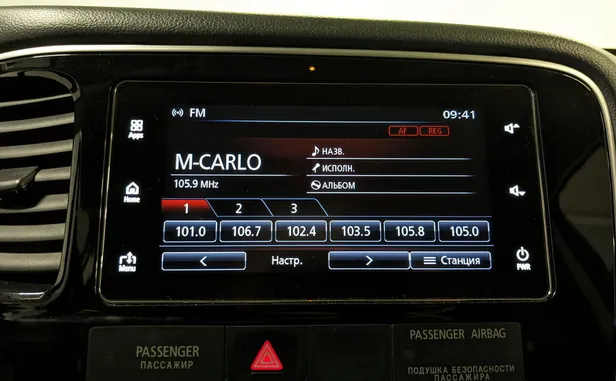 FM 09:41
AF REG
Apps
M-CARLO
105.9 MHz
НАЗВ.
ИСПОЛН.
АЛЬБОМ
Home
1 2 3
101.0 106.7 102.4 103.5 105.8 105.0
Menu
< Настр. > Станция
PWR
PASSENGER
ПАССАЖИР
PASSENGER AIRBAG
ПОДУШКА БЕЗОПАСНОСТИ
ПАССАЖИРА